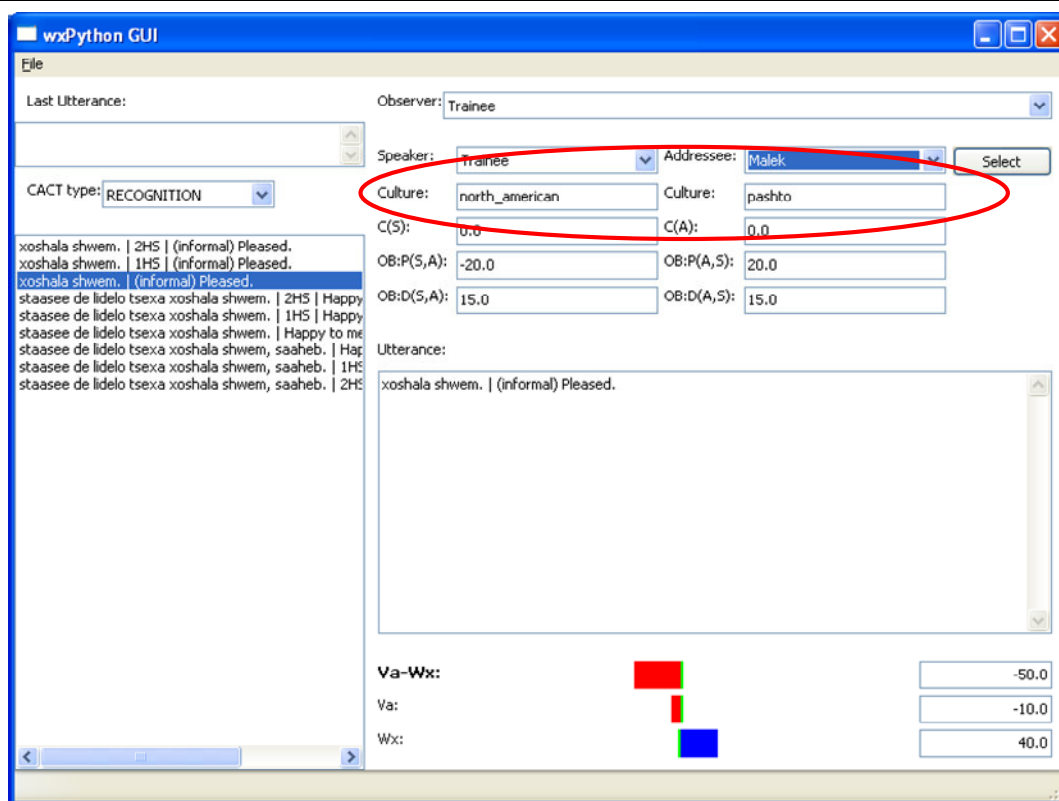 wxPython GUI
File
Last Utterance:
Observer: Trainee
Speaker: Trainee Addressee: Malek Select
CACT type: RECOGNITION
Culture: north_american Culture: pashto
C(S): 0.0 C(A): 0.0
OB:P(S,A): -20.0 OB:P(A,S): 20.0
OB:D(S,A): 15.0 OB:D(A,S): 15.0
xoshala shwem. | 2HS | (informal) Pleased.
xoshala shwem. | 1HS | (informal) Pleased.
xoshala shwem. | (informal) Pleased.
staasee de lidelo tsexa xoshala shwem. | 2HS | Happy
staasee de lidelo tsexa xoshala shwem. | 1HS | Happy
staasee de lidelo tsexa xoshala shwem. | Happy to me
staasee de lidelo tsexa xoshala shwem, saaheb. | Hap
staasee de lidelo tsexa xoshala shwem, saaheb. | 1HS
staasee de lidelo tsexa xoshala shwem, saaheb. | 2HS
Utterance:
xoshala shwem. | (informal) Pleased.
Va-Wx: -50.0
Va: -10.0
Wx: 40.0